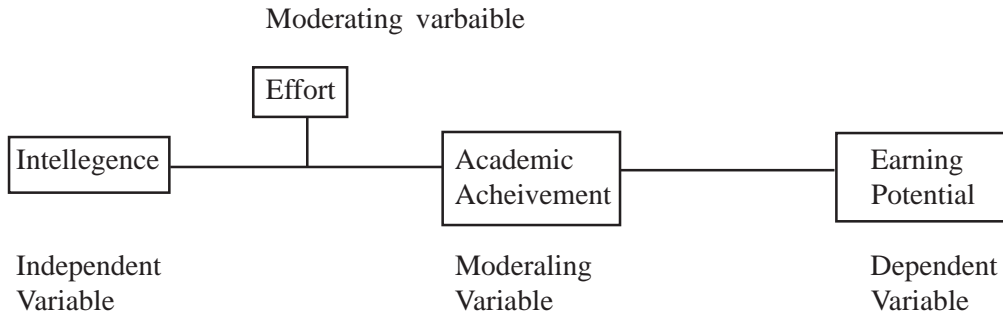 Moderating varbaible
Effort
Intellegence
Academic
Acheivement
Earning
Potential
Independent
Variable
Moderaling
Variable
Dependent
Variable